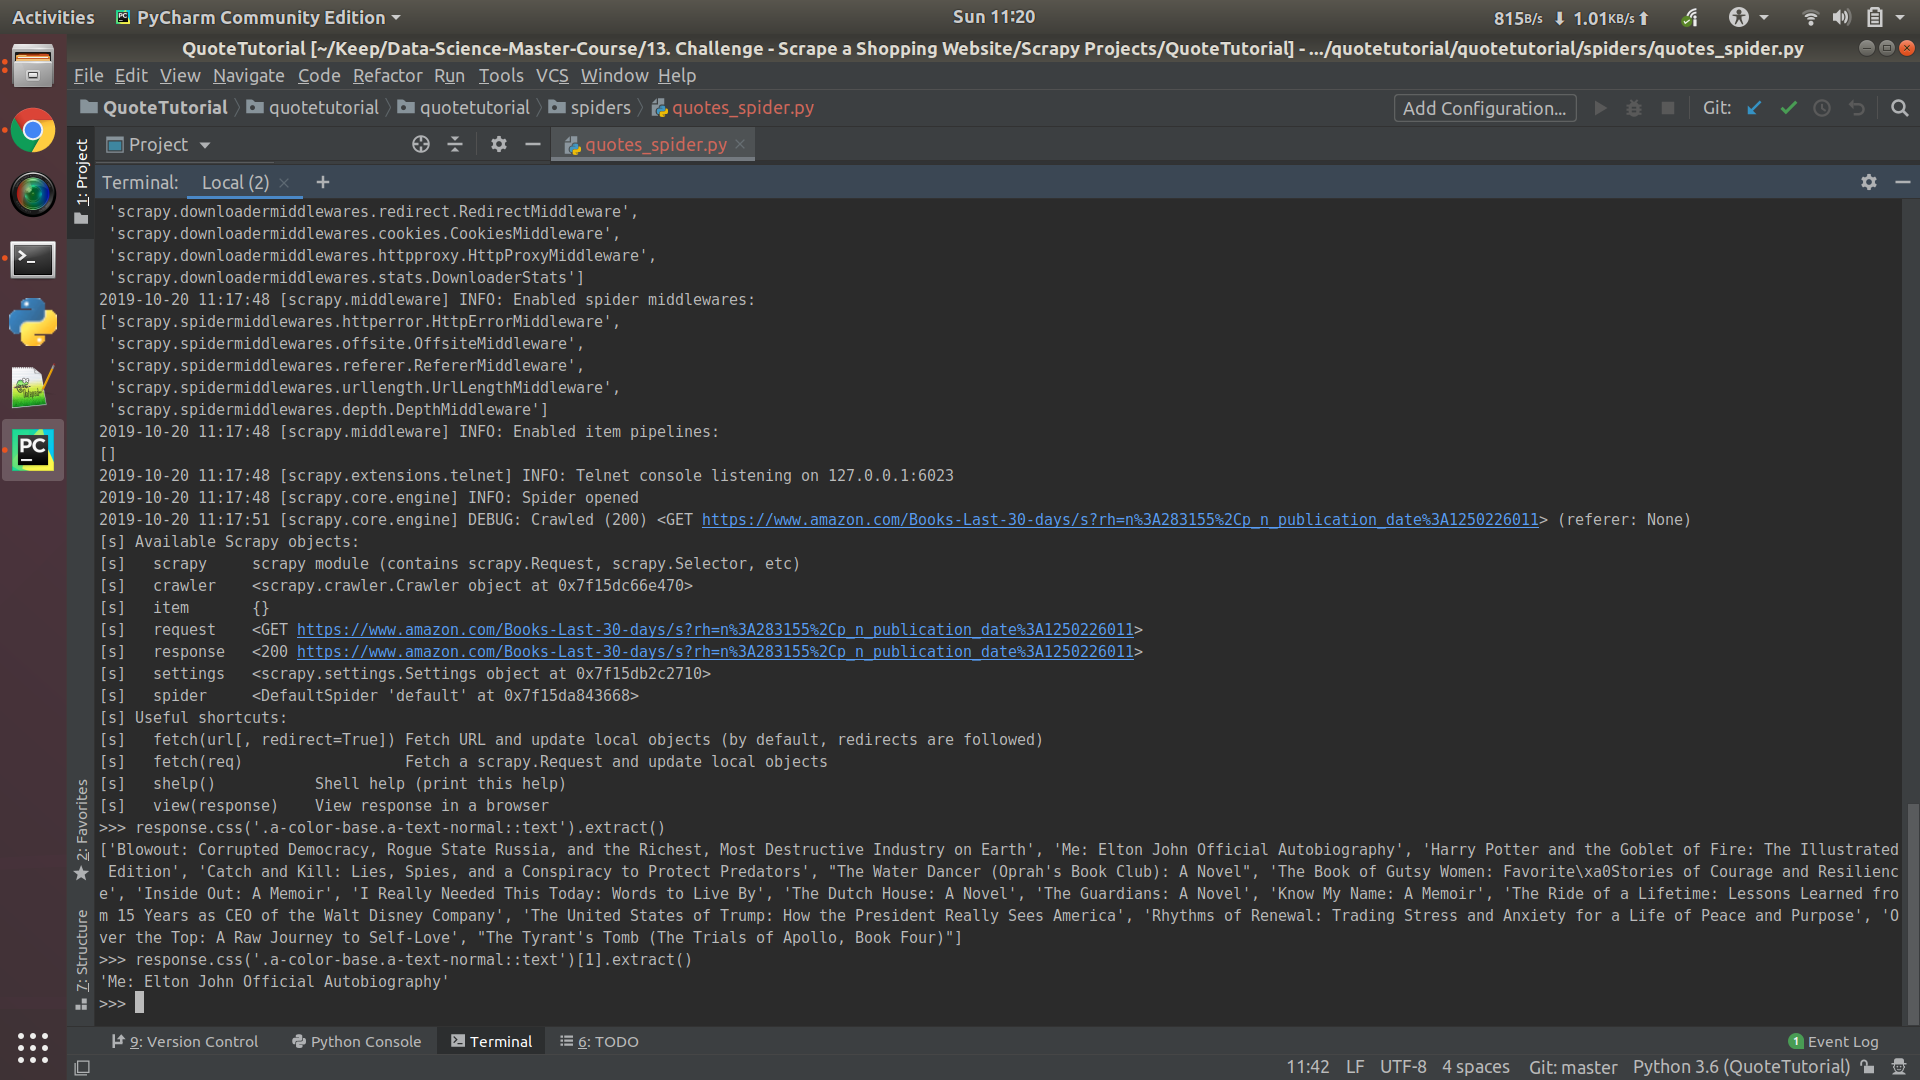 Activities PyCharm Community Edition Sun 11:20 815B/s 1.01KB/s
QuoteTutorial [~/Keep/Data-Science-Master-Course/13. Challenge - Scrape a Shopping Website/Scrapy Projects/QuoteTutorial] - .../quotetutorial/quotetutorial/spiders/quotes_spider.py
File Edit View Navigate Code Refactor Run Tools VCS Window Help
QuoteTutorial quotetutorial quotetutorial spiders quotes_spider.py Add Configuration... Git:
1: Project
Project quotes_spider.py
Terminal: Local (2) +
'scrapy.downloadermiddlewares.redirect.RedirectMiddleware',
'scrapy.downloadermiddlewares.cookies.CookiesMiddleware',
'scrapy.downloadermiddlewares.httpproxy.HttpProxyMiddleware',
'scrapy.downloadermiddlewares.stats.DownloaderStats']
2019-10-20 11:17:48 [scrapy.middleware] INFO: Enabled spider middlewares:
['scrapy.spidermiddlewares.httperror.HttpErrorMiddleware',
'scrapy.spidermiddlewares.offsite.OffsiteMiddleware',
'scrapy.spidermiddlewares.referer.RefererMiddleware',
'scrapy.spidermiddlewares.urllength.UrlLengthMiddleware',
'scrapy.spidermiddlewares.depth.DepthMiddleware']
2019-10-20 11:17:48 [scrapy.middleware] INFO: Enabled item pipelines:
[]
2019-10-20 11:17:48 [scrapy.extensions.telnet] INFO: Telnet console listening on 127.0.0.1:6023
2019-10-20 11:17:48 [scrapy.core.engine] INFO: Spider opened
2019-10-20 11:17:51 [scrapy.core.engine] DEBUG: Crawled (200) <GET https://www.amazon.com/Books-Last-30-days/s?rh=n%3A283155%2Cp_n_publication_date%3A1250226011> (referer: None)
[s] Available Scrapy objects:
[s] scrapy scrapy module (contains scrapy.Request, scrapy.Selector, etc)
[s] crawler <scrapy.crawler.Crawler object at 0x7f15dc66e470>
[s] item {}
[s] request <GET https://www.amazon.com/Books-Last-30-days/s?rh=n%3A283155%2Cp_n_publication_date%3A1250226011>
[s] response <200 https://www.amazon.com/Books-Last-30-days/s?rh=n%3A283155%2Cp_n_publication_date%3A1250226011>
[s] settings <scrapy.settings.Settings object at 0x7f15db2c2710>
[s] spider <DefaultSpider 'default' at 0x7f15da843668>
[s] Useful shortcuts:
[s] fetch(url[, redirect=True]) Fetch URL and update local objects (by default, redirects are followed)
[s] fetch(req) Fetch a scrapy.Request and update local objects
[s] shelp() Shell help (print this help)
[s] view(response) View response in a browser
>>> response.css('.a-color-base.a-text-normal::text').extract()
['Blowout: Corrupted Democracy, Rogue State Russia, and the Richest, Most Destructive Industry on Earth', 'Me: Elton John Official Autobiography', 'Harry Potter and the Goblet of Fire: The Illustrated
Edition', 'Catch and Kill: Lies, Spies, and a Conspiracy to Protect Predators', "The Water Dancer (Oprah's Book Club): A Novel", 'The Book of Gutsy Women: Favorite\xa0Stories of Courage and Resilienc
e', 'Inside Out: A Memoir', 'I Really Needed This Today: Words to Live By', 'The Dutch House: A Novel', 'The Guardians: A Novel', 'Know My Name: A Memoir', 'The Ride of a Lifetime: Lessons Learned fro
m 15 Years as CEO of the Walt Disney Company', 'The United States of Trump: How the President Really Sees America', 'Rhythms of Renewal: Trading Stress and Anxiety for a Life of Peace and Purpose', 'O
ver the Top: A Raw Journey to Self-Love', "The Tyrant's Tomb (The Trials of Apollo, Book Four)"]
>>> response.css('.a-color-base.a-text-normal::text')[1].extract()
'Me: Elton John Official Autobiography'
>>>
2: Favorites
7: Structure
9: Version Control Python Console Terminal 6: TODO 1 Event Log
11:42 LF UTF-8 4 spaces Git: master Python 3.6 (QuoteTutorial)
PC